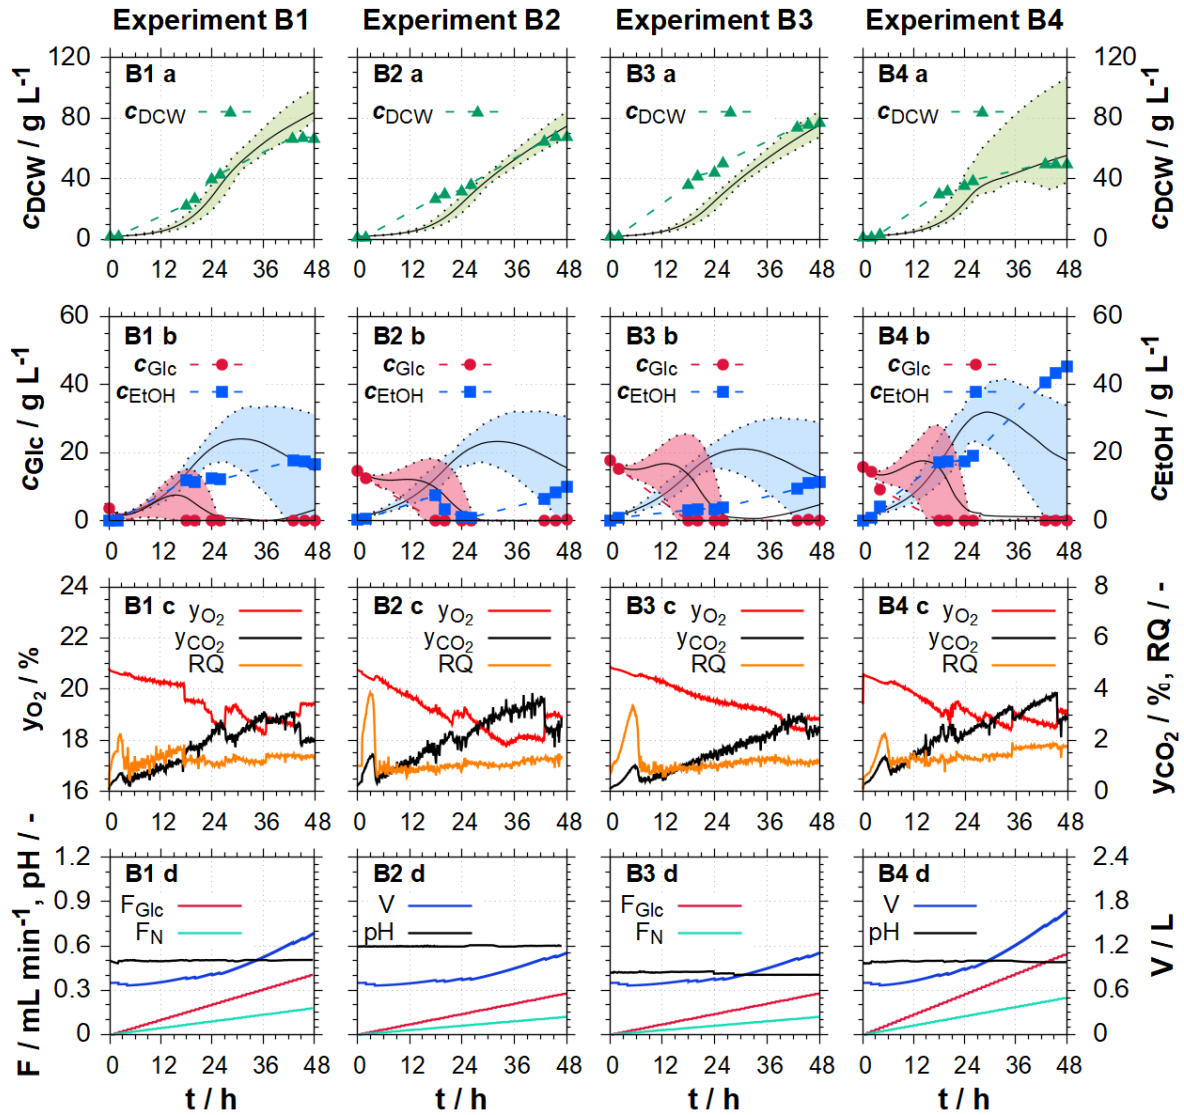 Experiment B1 Experiment B2 Experiment B3 Experiment B4
120 120
B1 a B2 a B3 a B4 a
cDCW cDCW cDCW cDCW
80 80
40 40
0 0
cDCW / g L-1
cDCW / g L-1
0 12 24 36 48 0 12 24 36 48 0 12 24 36 48 0 12 24 36 48
60 60
B1 b B2 b B3 b B4 b
cGlc cGlc cGlc cGlc
cEtOH cEtOH cEtOH cEtOH
40 40
20 20
0 0
cGlc / g L-1
cEtOH / g L-1
0 12 24 36 48 0 12 24 36 48 0 12 24 36 48 0 12 24 36 48
24 8
B1 c B2 c B3 c B4 c
yO2 yO2 yO2 yO2
22 6
yCO2 yCO2 yCO2 yCO2
RQ RQ RQ RQ
20 4
18 2
16 0
yO2 / %
yCO2 / %, RQ / -
0 12 24 36 48 0 12 24 36 48 0 12 24 36 48 0 12 24 36 48
1.2 2.4
B1 d B2 d B3 d B4 d
0.9 1.8
FGlc V FGlc V
FN pH FN pH
0.6 1.2
0.3 0.6
0 0
F / mL min-1, pH / -
V / L
0 12 24 36 48 0 12 24 36 48 0 12 24 36 48 0 12 24 36 48
t / h t / h t / h t / h